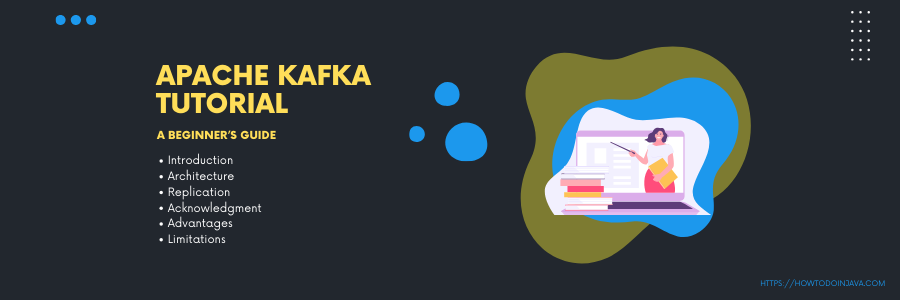 APACHE KAFKA
TUTORIAL
A BEGINNER'S GUIDE
• Introduction
• Architecture
• Replication
• Acknowledgment
• Advantages
• Limitations
HTTPS://HOWTODOINJAVA.COM